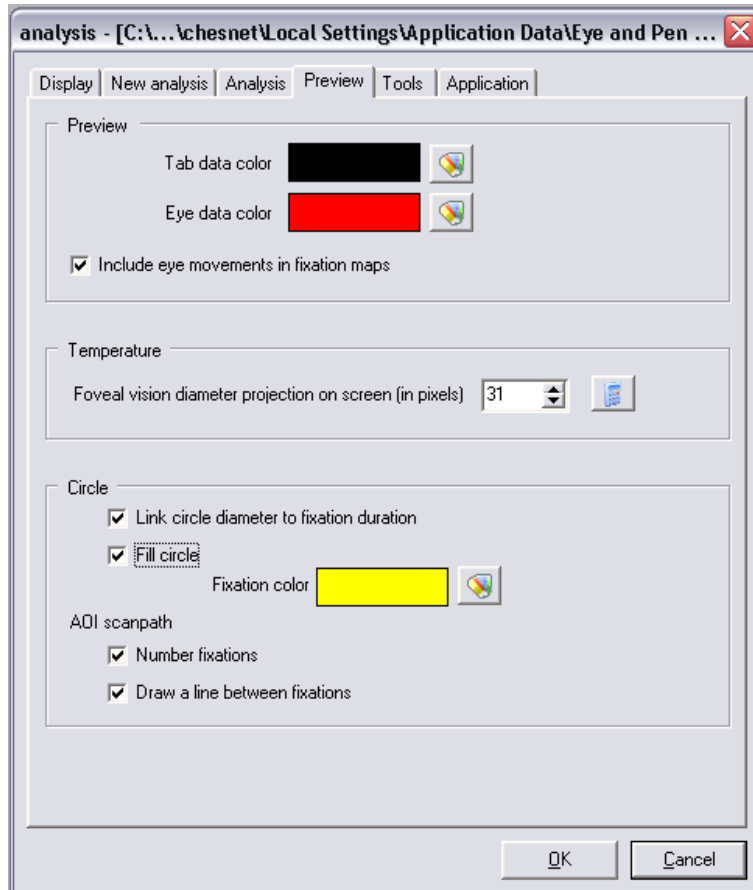 analysis - [C:\...\chesnet\Local Settings\Application Data\Eye and Pen ...
Display New analysis Analysis Preview Tools Application
Preview
Tab data color
Eye data color
Include eye movements in fixation maps
Temperature
Foveal vision diameter projection on screen (in pixels) 31
Circle
Link circle diameter to fixation duration
Fill circle
Fixation color
AOI scanpath
Number fixations
Draw a line between fixations
OK Cancel